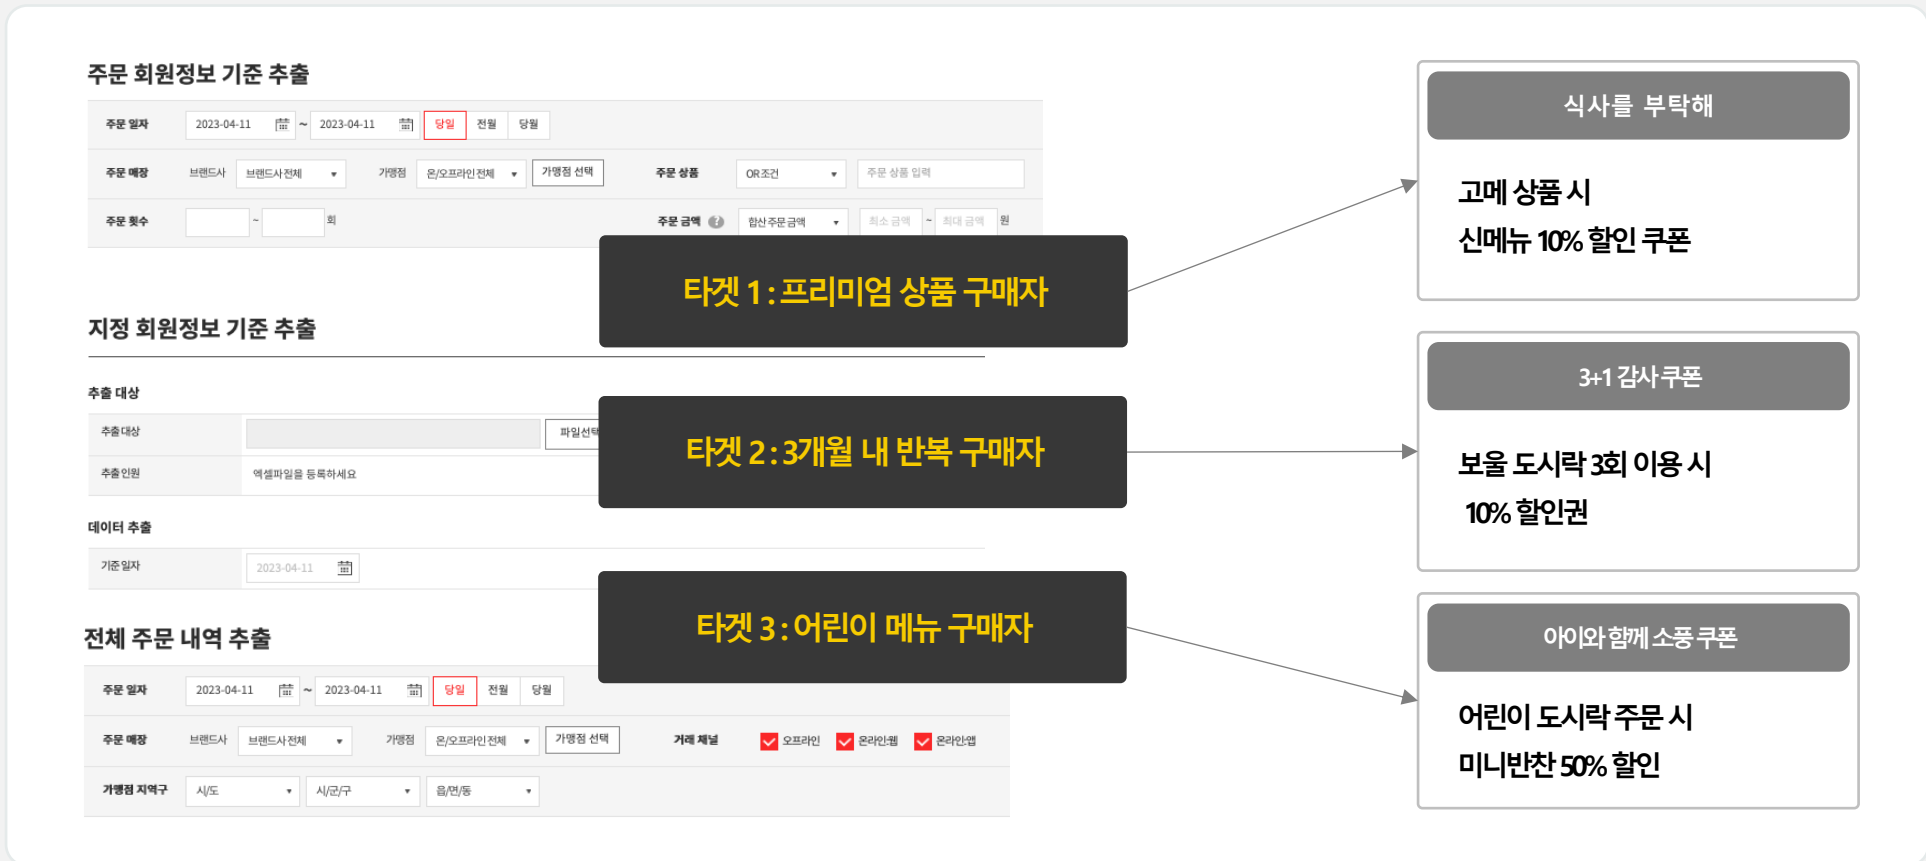 주문 회원정보 기준 추출
주문 일자 2023-04-11 ~ 2023-04-11 당일 전월 당월
주문 매장 브랜드사 브랜드사 전체 가맹점 온/오프라인 전체 가맹점 선택 주문 상품 OR조건 주문 상품 입력
주문 횟수 ~ 회 주문 금액 ? 합산 주문 금액 최소 금액 ~ 최대 금액 원
타겟 1 : 프리미엄 상품 구매자
지정 회원정보 기준 추출
추출 대상
추출 대상 파일선택
추출 인원 엑셀파일을 등록하세요
타겟 2 : 3개월 내 반복 구매자
데이터 추출
기준 일자 2023-04-11
타겟 3 : 어린이 메뉴 구매자
전체 주문 내역 추출
주문 일자 2023-04-11 ~ 2023-04-11 당일 전월 당월
주문 매장 브랜드사 브랜드사 전체 가맹점 온/오프라인 전체 가맹점 선택 거래 채널 오프라인 온라인:웹 온라인:앱
가맹점 지역구 시/도 시/군/구 읍/면/동
식사를 부탁해
고메 상품 시
신메뉴 10% 할인 쿠폰
3+1 감사 쿠폰
보울 도시락 3회 이용 시
10% 할인권
아이와 함께 소풍 쿠폰
어린이 도시락 주문 시
미니반찬 50% 할인